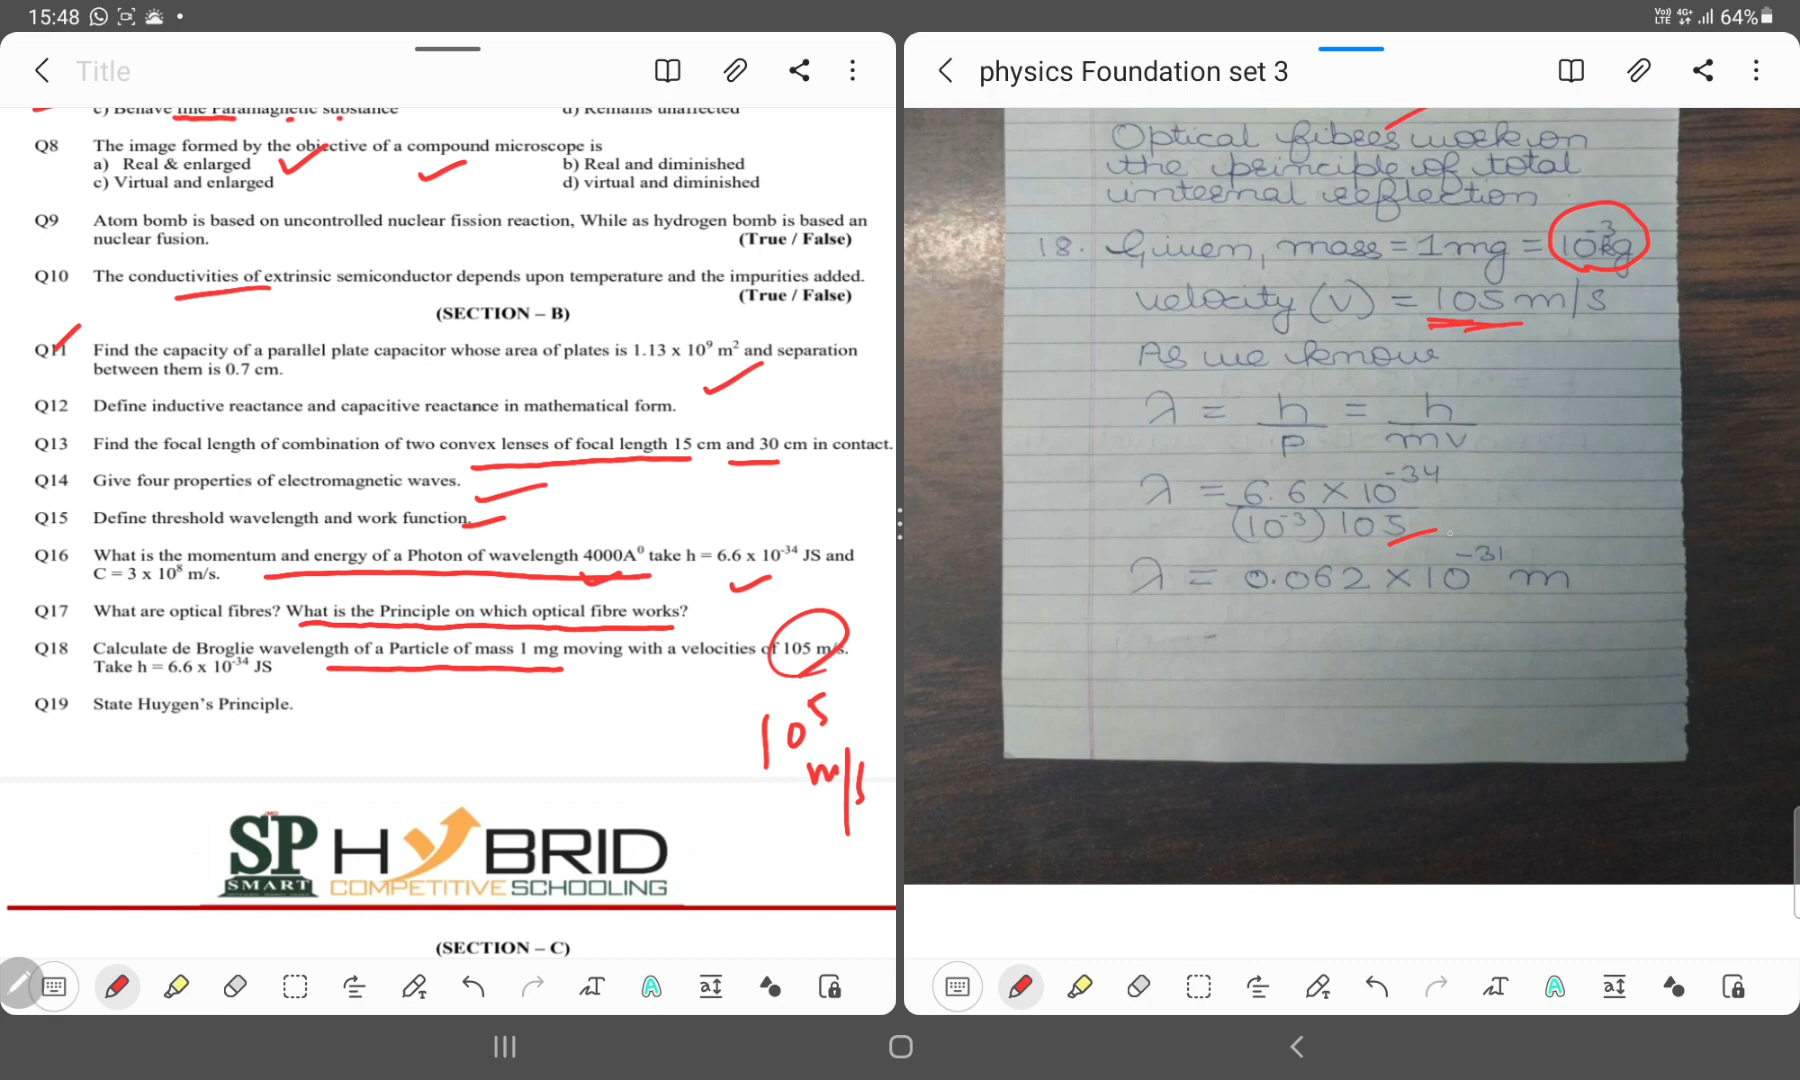 15:48
Vo)) LTE 4G+ 64%
Title
c) Behave like Paramagnetic substance d) Remains unaffected
Q8 The image formed by the objective of a compound microscope is
a) Real & enlarged b) Real and diminished
c) Virtual and enlarged d) virtual and diminished
Q9 Atom bomb is based on uncontrolled nuclear fission reaction, While as hydrogen bomb is based an
nuclear fusion. (True / False)
Q10 The conductivities of extrinsic semiconductor depends upon temperature and the impurities added.
(True / False)
(SECTION – B)
Q11 Find the capacity of a parallel plate capacitor whose area of plates is 1.13 x 10⁹ m² and separation
between them is 0.7 cm.
Q12 Define inductive reactance and capacitive reactance in mathematical form.
Q13 Find the focal length of combination of two convex lenses of focal length 15 cm and 30 cm in contact.
Q14 Give four properties of electromagnetic waves.
Q15 Define threshold wavelength and work function.
Q16 What is the momentum and energy of a Photon of wavelength 4000A⁰ take h = 6.6 x 10⁻³⁴ JS and
C = 3 x 10⁸ m/s.
Q17 What are optical fibres? What is the Principle on which optical fibre works?
Q18 Calculate de Broglie wavelength of a Particle of mass 1 mg moving with a velocities of 105 m/s.
Take h = 6.6 x 10⁻³⁴ JS
Q19 State Huygen's Principle.
10⁵
m/s
SP HYBRID
SMART COMPETITIVE SCHOOLING
(SECTION – C)
physics Foundation set 3
Optical fibres work on
the principle of total
internal reflection
18. Given, mass = 1mg = 10⁻³kg
velocity (v) = 105 m/s
As we know
λ = h/p = h/mv
λ = 6.6 × 10⁻³⁴
(10⁻³) 105
λ = 0.062 × 10⁻³¹ m